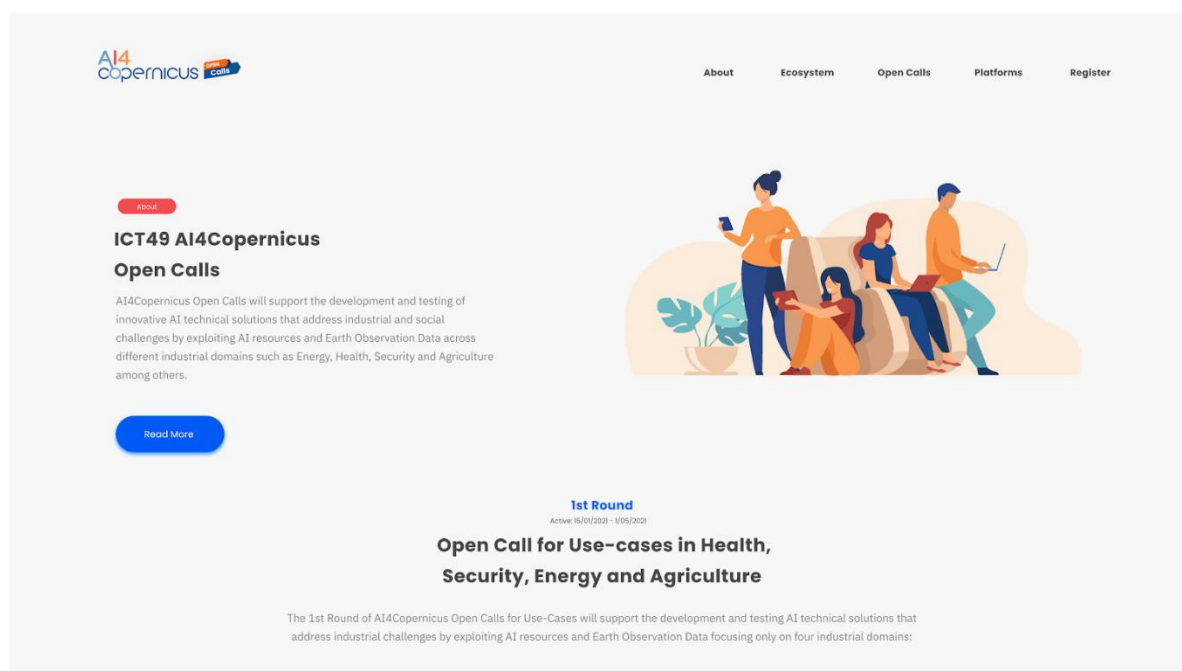 AI4
copernicus OPEN Calls
About Ecosystem Open Calls Platforms Register
About
ICT49 AI4Copernicus
Open Calls
AI4Copernicus Open Calls will support the development and testing of
innovative AI technical solutions that address industrial and social
challenges by exploiting AI resources and Earth Observation Data across
different industrial domains such as Energy, Health, Security and Agriculture
among others.
Read More
1st Round
Active: 15/01/2021 - 1/05/2021
Open Call for Use-cases in Health,
Security, Energy and Agriculture
The 1st Round of AI4Copernicus Open Calls for Use-Cases will support the development and testing AI technical solutions that
address industrial challenges by exploiting AI resources and Earth Observation Data focusing only on four industrial domains: